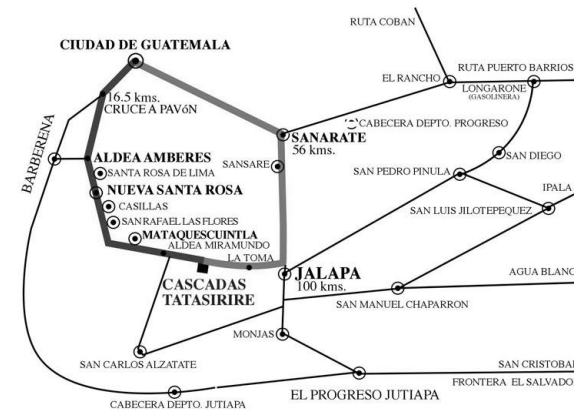 RUTA COBAN
CIUDAD DE GUATEMALA
RUTA PUERTO BARRIOS
EL RANCHO
LONGARONE
(GASOLINERA)
16.5 kms.
CRUCE A PAVóN
CABECERA DEPTO. PROGRESO
SANARATE
56 kms.
BARBERENA
ALDEA AMBERES
SANTA ROSA DE LIMA
SANSARE
SAN DIEGO
SAN PEDRO PINULA
NUEVA SANTA ROSA
IPALA
CASILLAS
SAN LUIS JILOTEPEQUEZ
SAN RAFAEL LAS FLORES
MATAQUESCUINTLA
ALDEA MIRAMUNDO
LA TOMA
JALAPA
100 kms.
AGUA BLANC
CASCADAS
TATASIRIRE
SAN MANUEL CHAPARRON
MONJAS
SAN CARLOS ALZATATE
SAN CRISTOBAL
FRONTERA EL SALVADO
EL PROGRESO JUTIAPA
CABECERA DEPTO. JUTIAPA